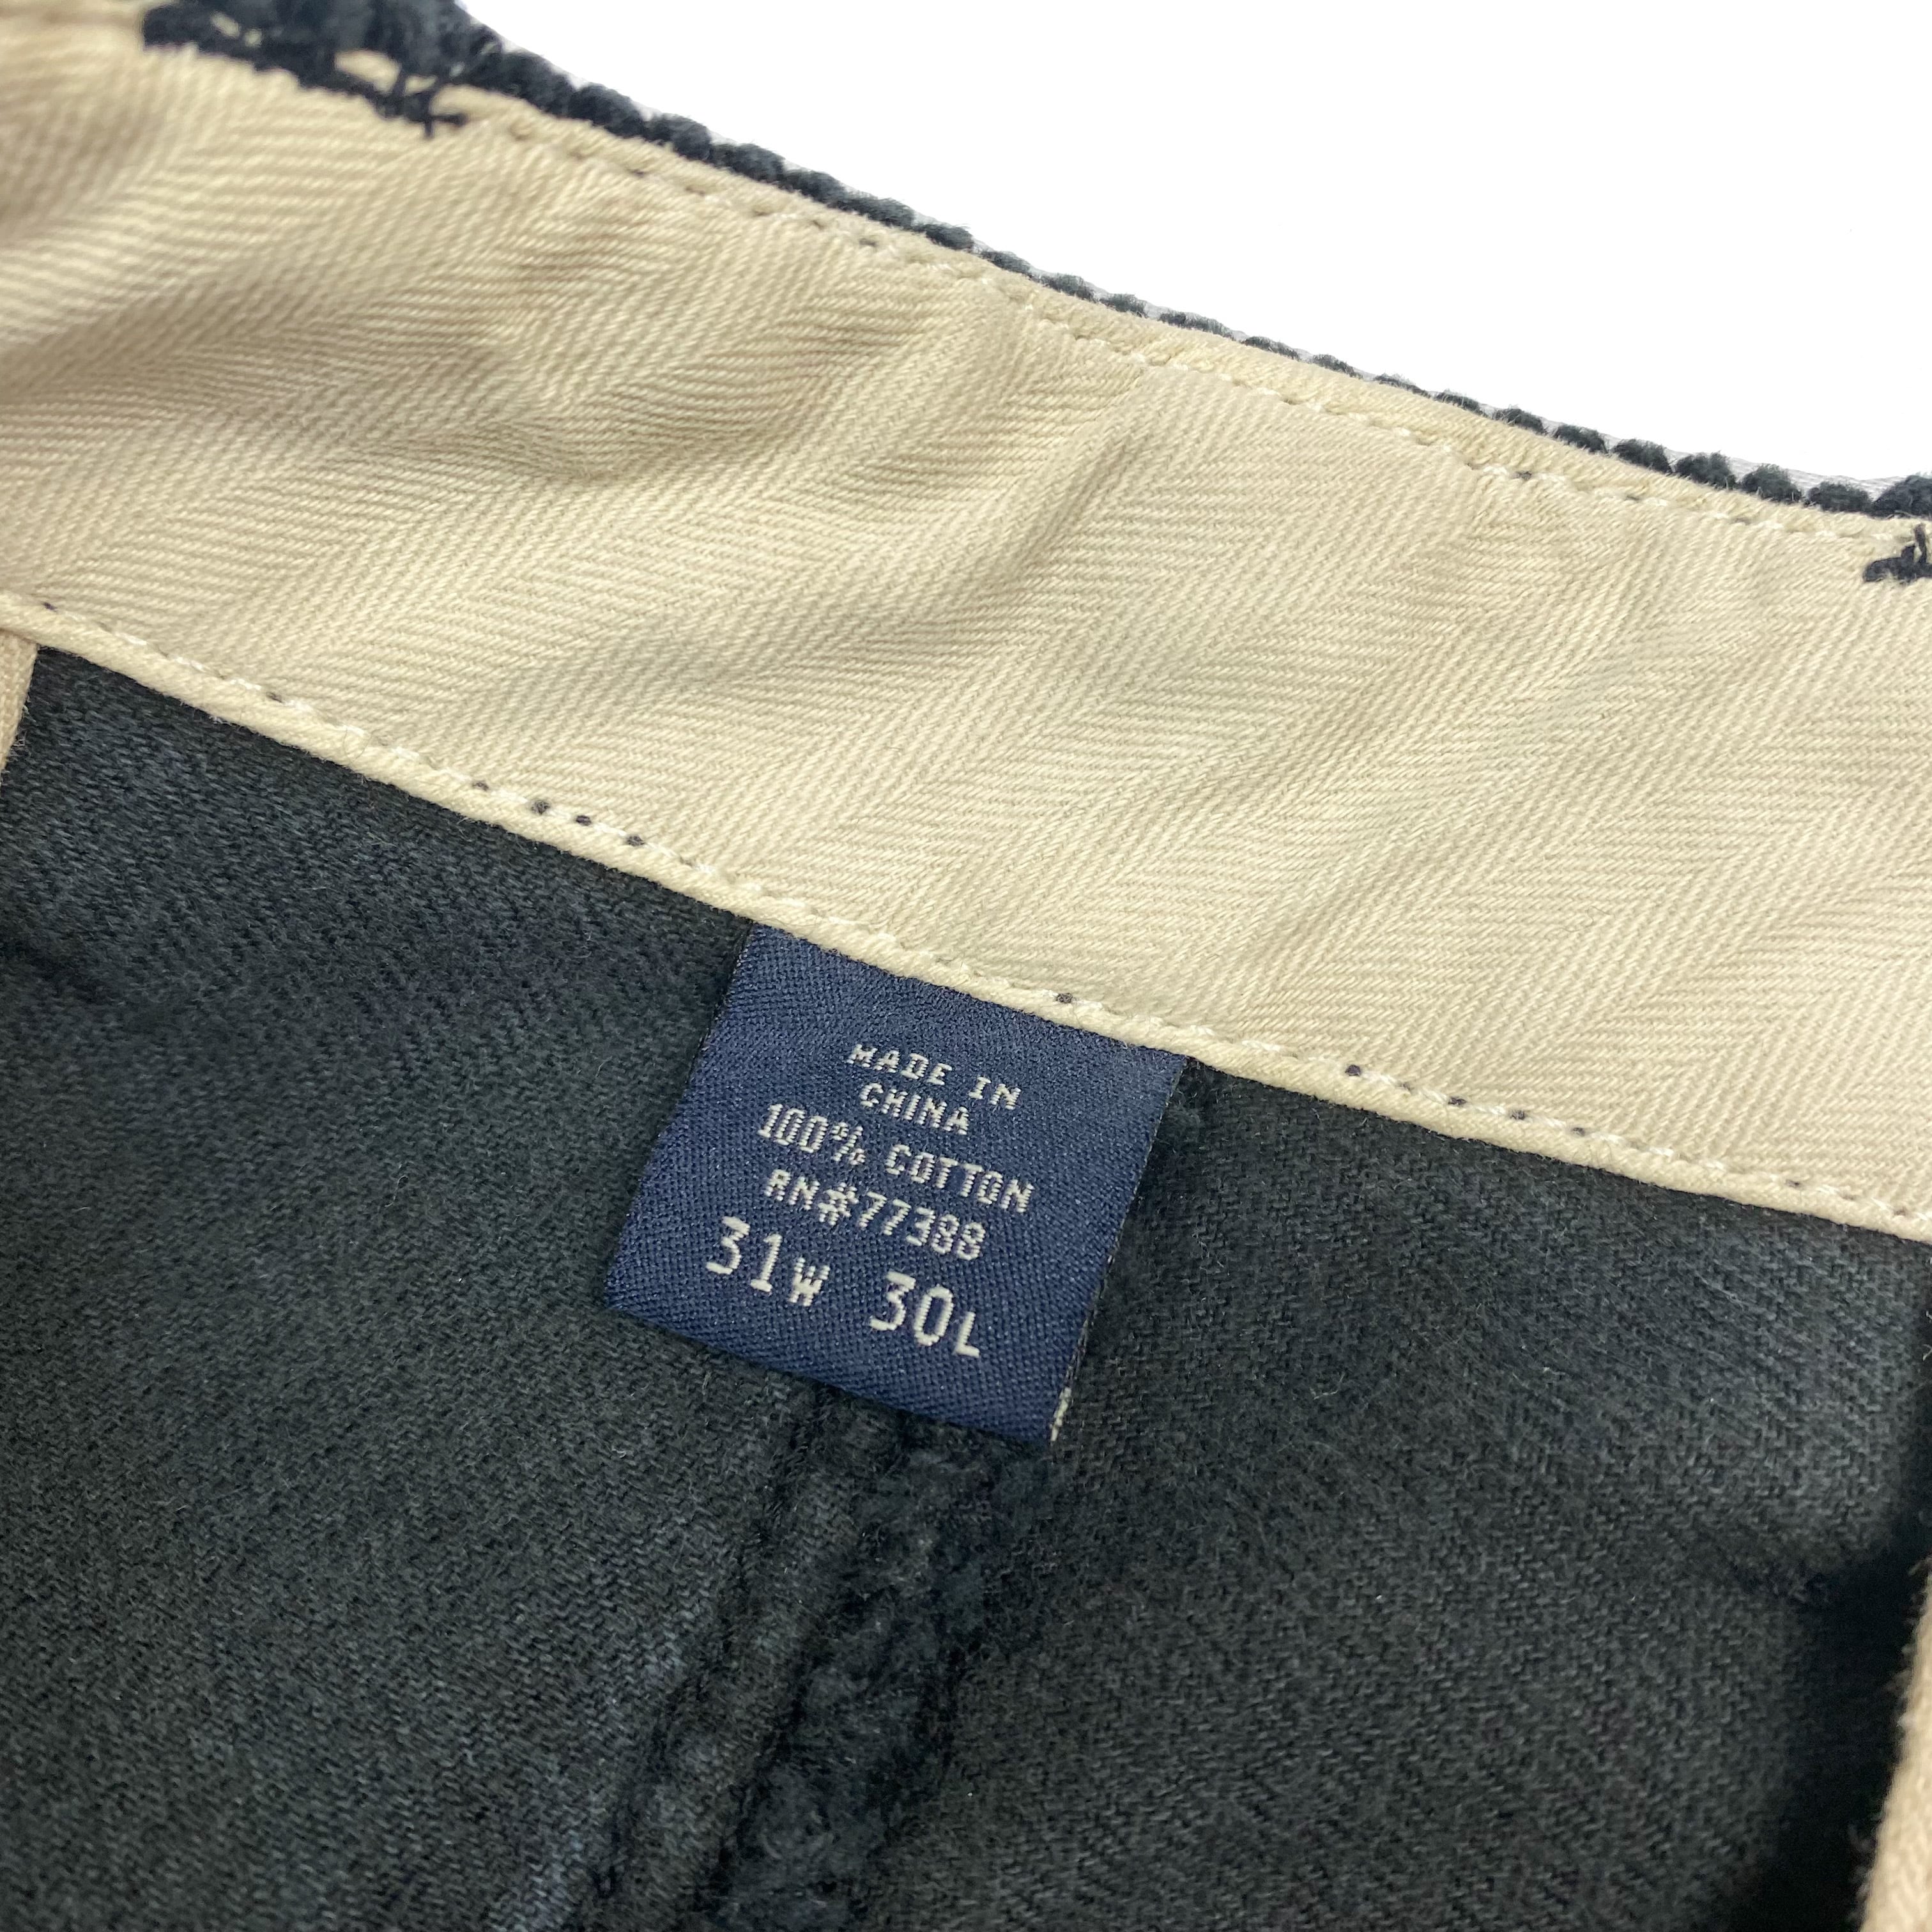 MADE IN
CHINA
100% COTTON
RN#77388
31W 30L